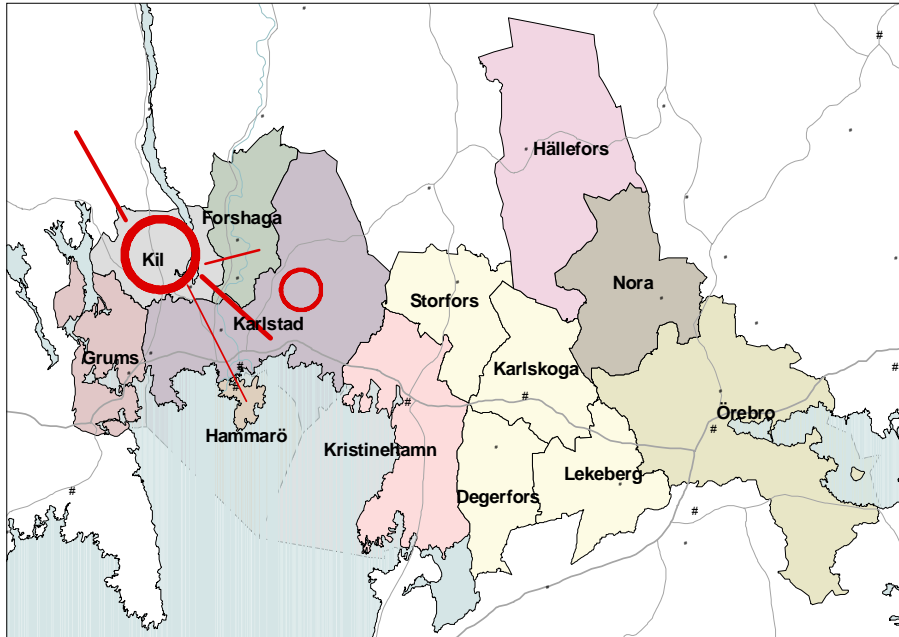 Hällefors
Forshaga
Kil
Nora
Storfors
Karlstad
Grums
Karlskoga
Örebro
Hammarö
Kristinehamn
Lekeberg
Degerfors